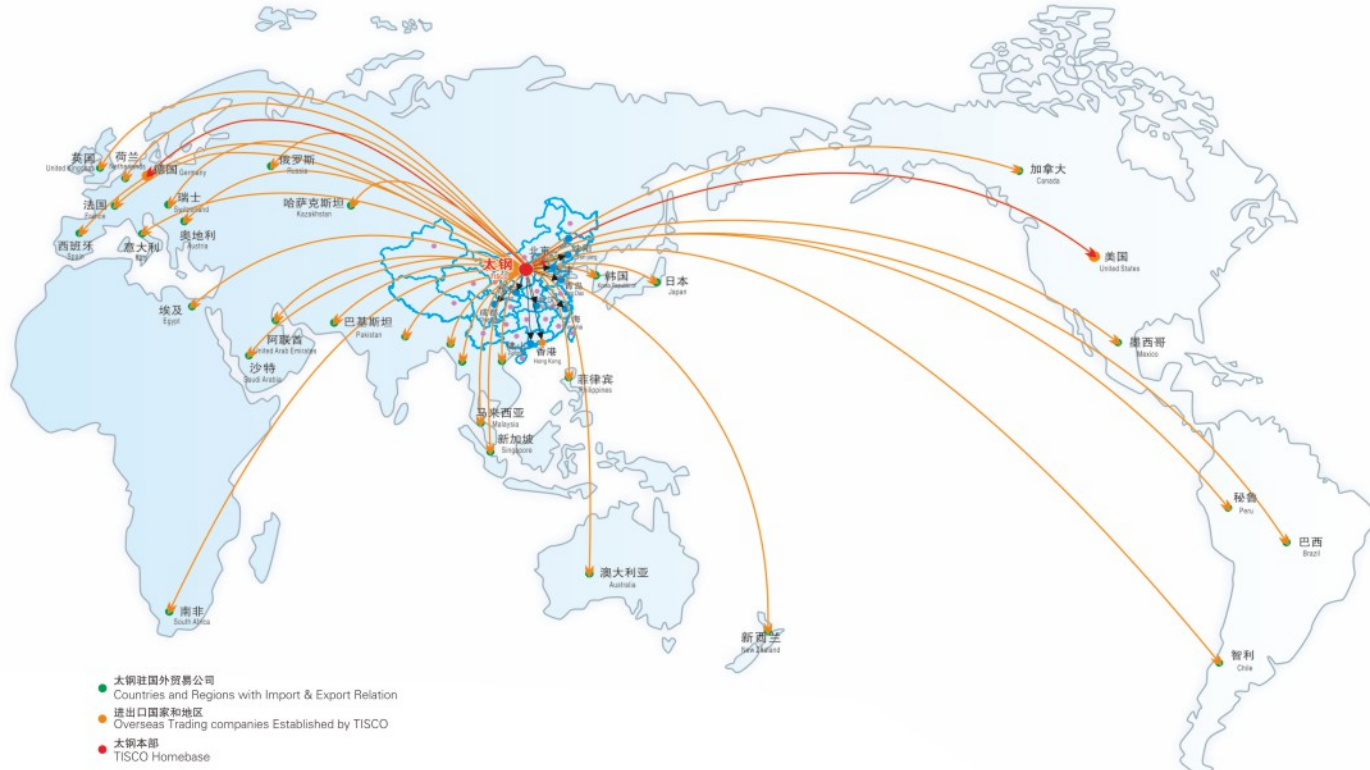 英国
United Kingdom
荷兰
Netherlands
德国
Germany
俄罗斯
Russia
法国
France
瑞士
Switzerland
哈萨克斯坦
Kazakhstan
西班牙
Spain
意大利
Italy
奥地利
Austria
加拿大
Canada
美国
United States
太钢
北京
韩国
日本
Japan
埃及
Egypt
巴基斯坦
Pakistan
阿联酋
United Arab Emirates
沙特
Saudi Arabia
成都
香港
Hong Kong
菲律宾
Philippines
马来西亚
Malaysia
新加坡
Singapore
墨西哥
Mexico
秘鲁
Peru
巴西
Brazil
澳大利亚
Australia
南非
South Africa
新西兰
New Zealand
智利
Chile
太钢驻国外贸易公司
Countries and Regions with Import & Export Relation
进出口国家和地区
Overseas Trading companies Established by TISCO
太钢本部
TISCO Homebase